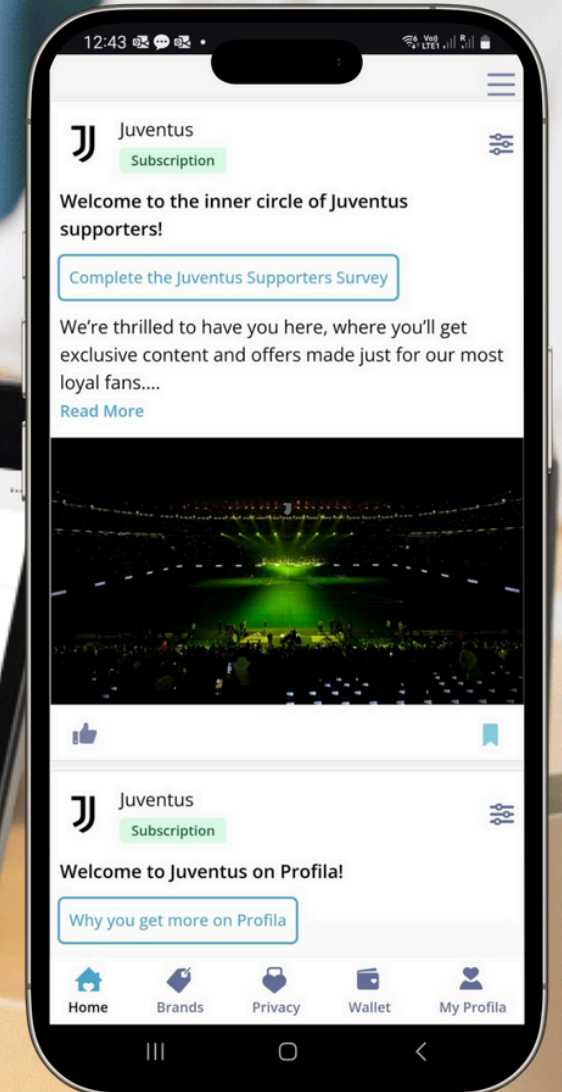 12:43
Vo)) R
LTE1
Juventus
Subscription
Welcome to the inner circle of Juventus
supporters!
Complete the Juventus Supporters Survey
We’re thrilled to have you here, where you’ll get
exclusive content and offers made just for our most
loyal fans....
Read More
Juventus
Subscription
Welcome to Juventus on Profila!
Why you get more on Profila
Home Brands Privacy Wallet My Profila